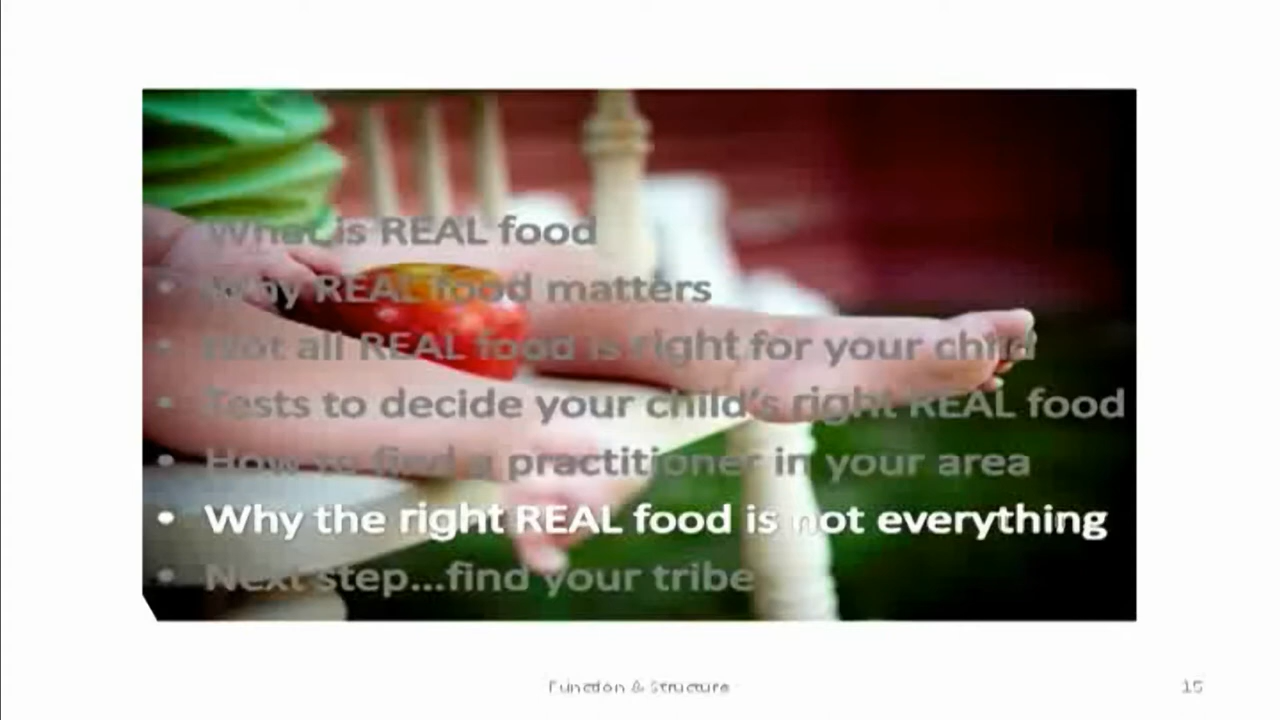 What is REAL food
• Why REAL food matters
• Not all REAL food is right for your child
• Tests to decide your child's right REAL food
• How to find a practitioner in your area
• Why the right REAL food is not everything
• Next step...find your tribe
Function & Structure
15